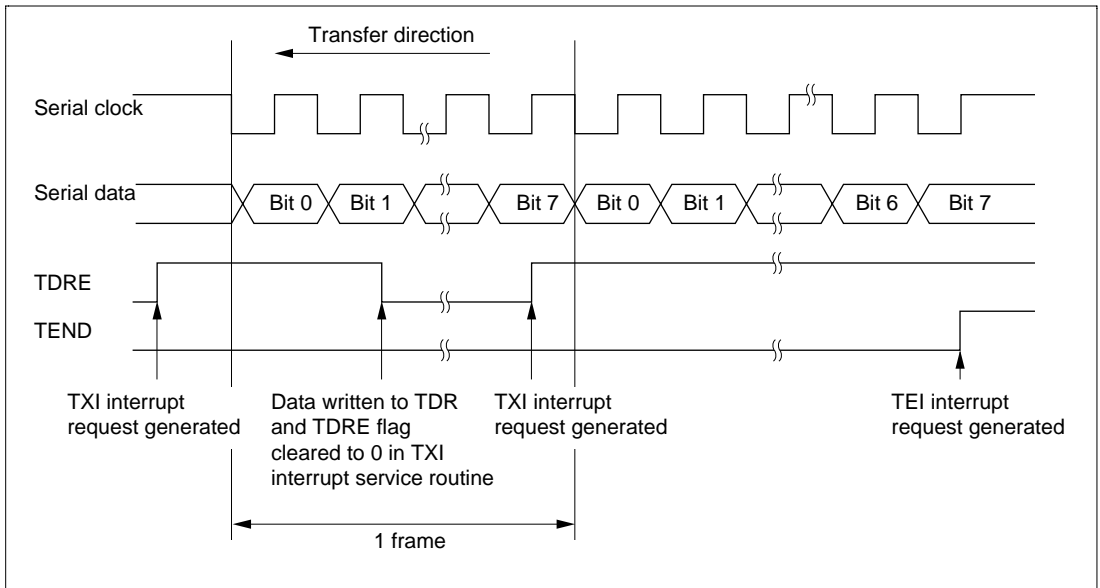 Transfer direction
Serial clock
Serial data
Bit 0
Bit 1
Bit 7
Bit 0
Bit 1
Bit 6
Bit 7
TDRE
TEND
TXI interrupt
request generated
Data written to TDR
and TDRE flag
cleared to 0 in TXI
interrupt service routine
TXI interrupt
request generated
TEI interrupt
request generated
1 frame